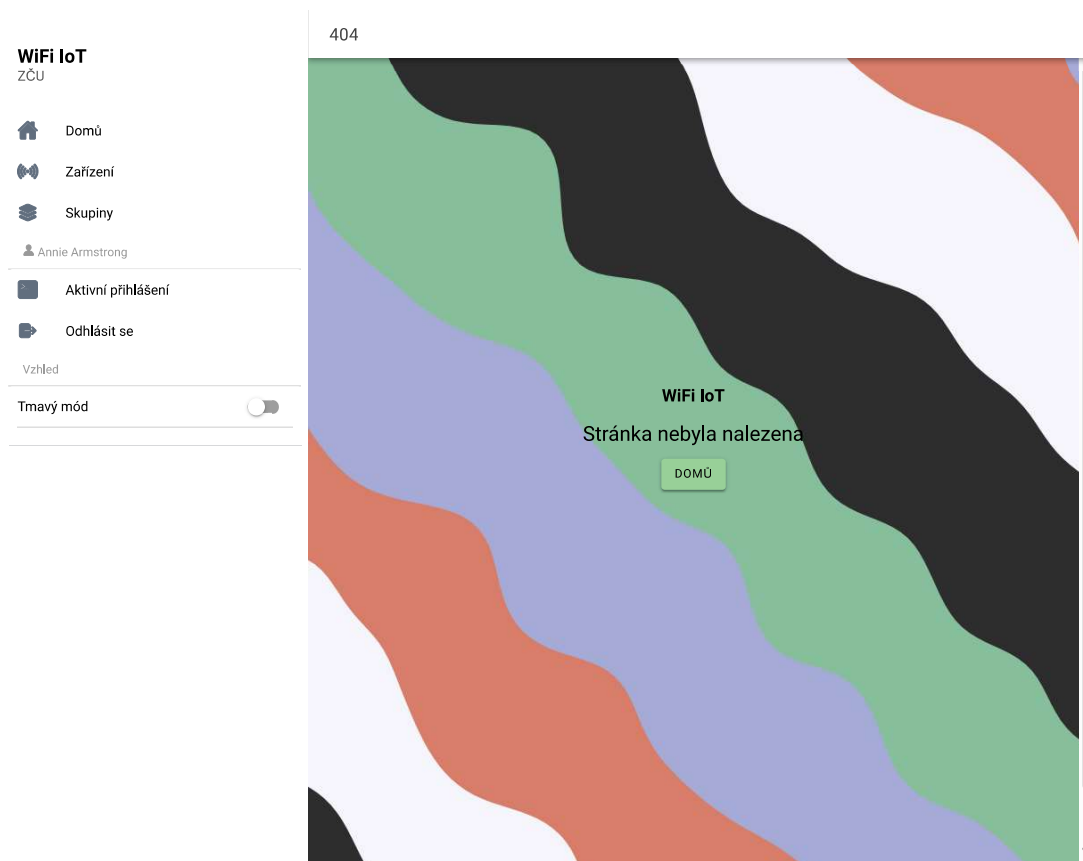 WiFi IoT
ZČU
Domů
Zařízení
Skupiny
Annie Armstrong
Aktivní přihlášení
Odhlásit se
Vzhled
Tmavý mód
404
WiFi IoT
Stránka nebyla nalezena
DOMŮ